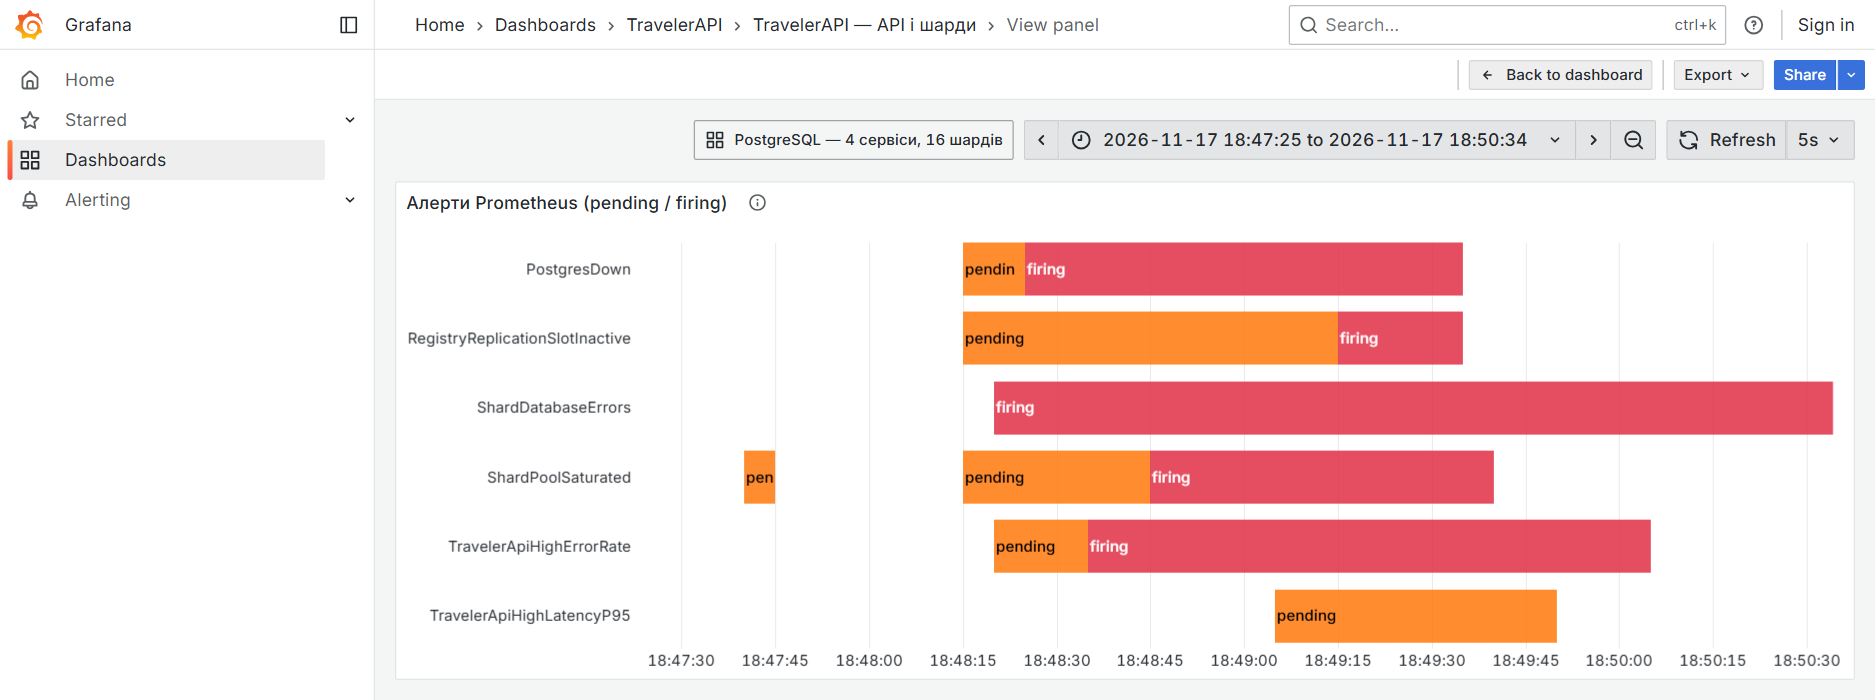 Grafana
Home › Dashboards › TravelerAPI › TravelerAPI — API і шарди › View panel
Search... ctrl+k
Sign in
Home
Starred
Dashboards
Alerting
Back to dashboard
Export
Share
PostgreSQL — 4 сервіси, 16 шардів
2026-11-17 18:47:25 to 2026-11-17 18:50:34
Refresh
5s
Алерти Prometheus (pending / firing)
PostgresDown pendin firing
RegistryReplicationSlotInactive pending firing
ShardDatabaseErrors firing
ShardPoolSaturated pen pending firing
TravelerApiHighErrorRate pending firing
TravelerApiHighLatencyP95 pending
18:47:30 18:47:45 18:48:00 18:48:15 18:48:30 18:48:45 18:49:00 18:49:15 18:49:30 18:49:45 18:50:00 18:50:15 18:50:30